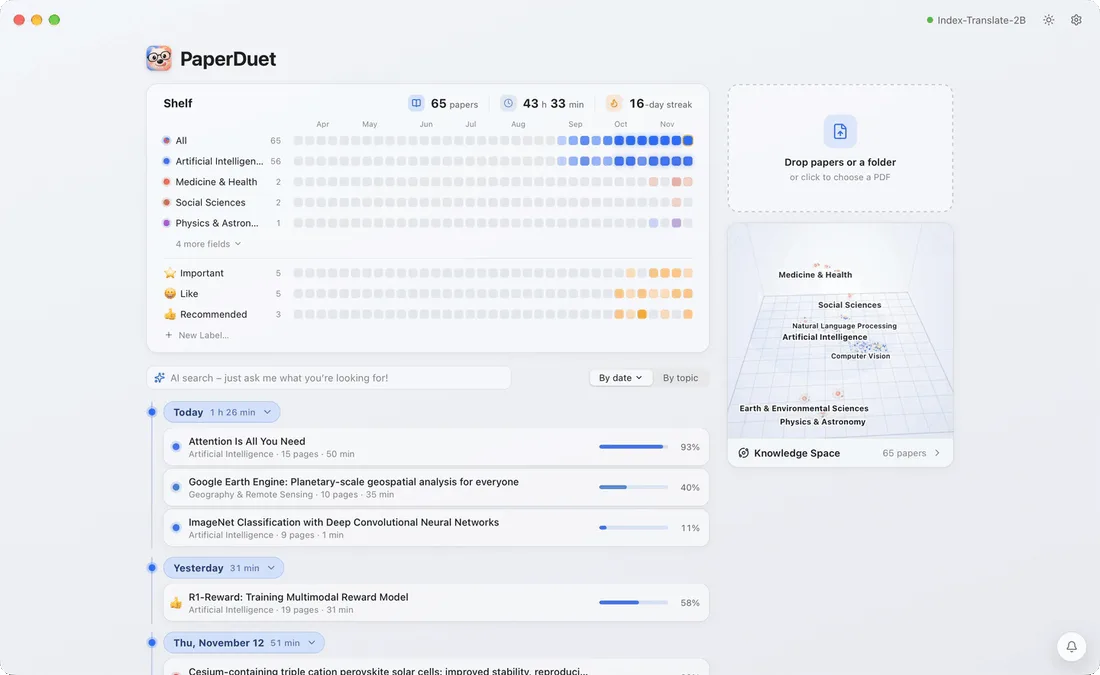 Index-Translate-2B
PaperDuet
Shelf
65 papers
43 h 33 min
16-day streak
Apr May Jun Jul Aug Sep Oct Nov
All 65
Artificial Intelligen... 56
Medicine & Health 2
Social Sciences 2
Physics & Astron... 1
4 more fields
Important 5
Like 5
Recommended 3
+ New Label...
AI search – just ask me what you're looking for!
By date
By topic
Today 1 h 26 min
Attention Is All You Need
Artificial Intelligence · 15 pages · 50 min
93%
Google Earth Engine: Planetary-scale geospatial analysis for everyone
Geography & Remote Sensing · 10 pages · 35 min
40%
ImageNet Classification with Deep Convolutional Neural Networks
Artificial Intelligence · 9 pages · 1 min
11%
Yesterday 31 min
R1-Reward: Training Multimodal Reward Model
Artificial Intelligence · 19 pages · 31 min
58%
Thu, November 12 51 min
Cesium-containing triple cation perovskite solar cells: improved stability, reproduci...
Drop papers or a folder
or click to choose a PDF
Medicine & Health
Social Sciences
Natural Language Processing
Artificial Intelligence
Computer Vision
Earth & Environmental Sciences
Physics & Astronomy
Knowledge Space
65 papers